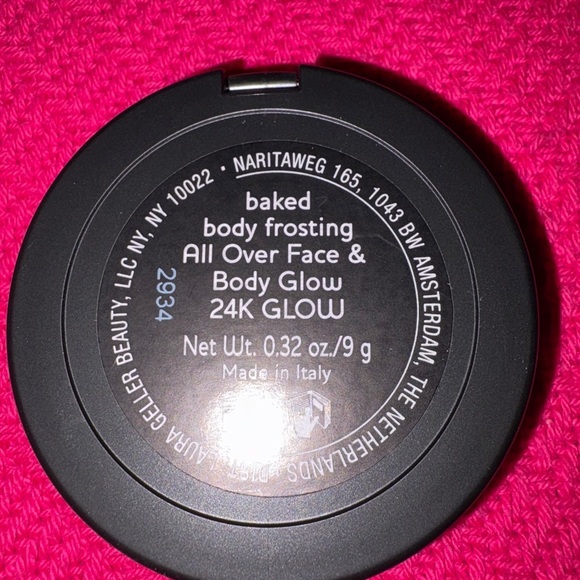 baked
body frosting
All Over Face &
Body Glow
24K GLOW
Net Wt. 0.32 oz./9 g
Made in Italy
LAURA GELLER BEAUTY, LLC NY, NY 10022 · NARITAWEG 165, 1043 BW AMSTERDAM, THE NETHERLANDS
2934